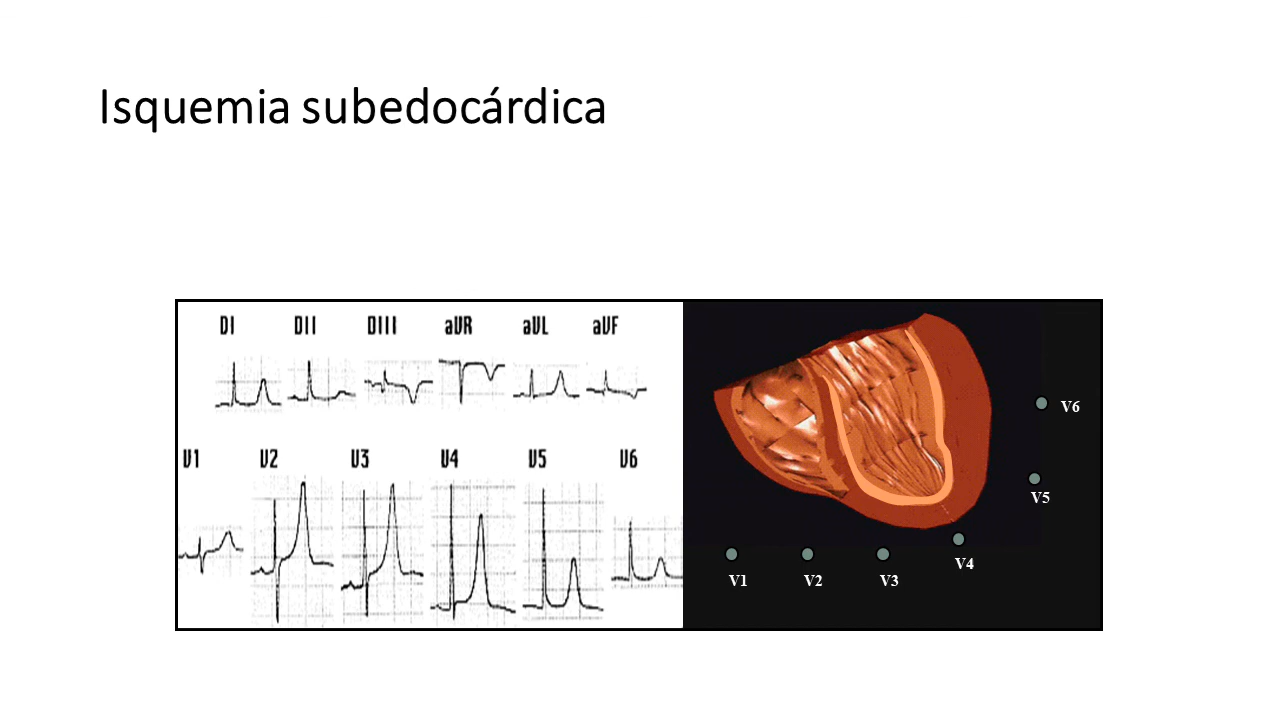 Isquemia subedocárdica
DI DII DIII aVR aVL aVF
V1 V2 V3 V4 V5 V6
V6
V5
V4
V1 V2 V3